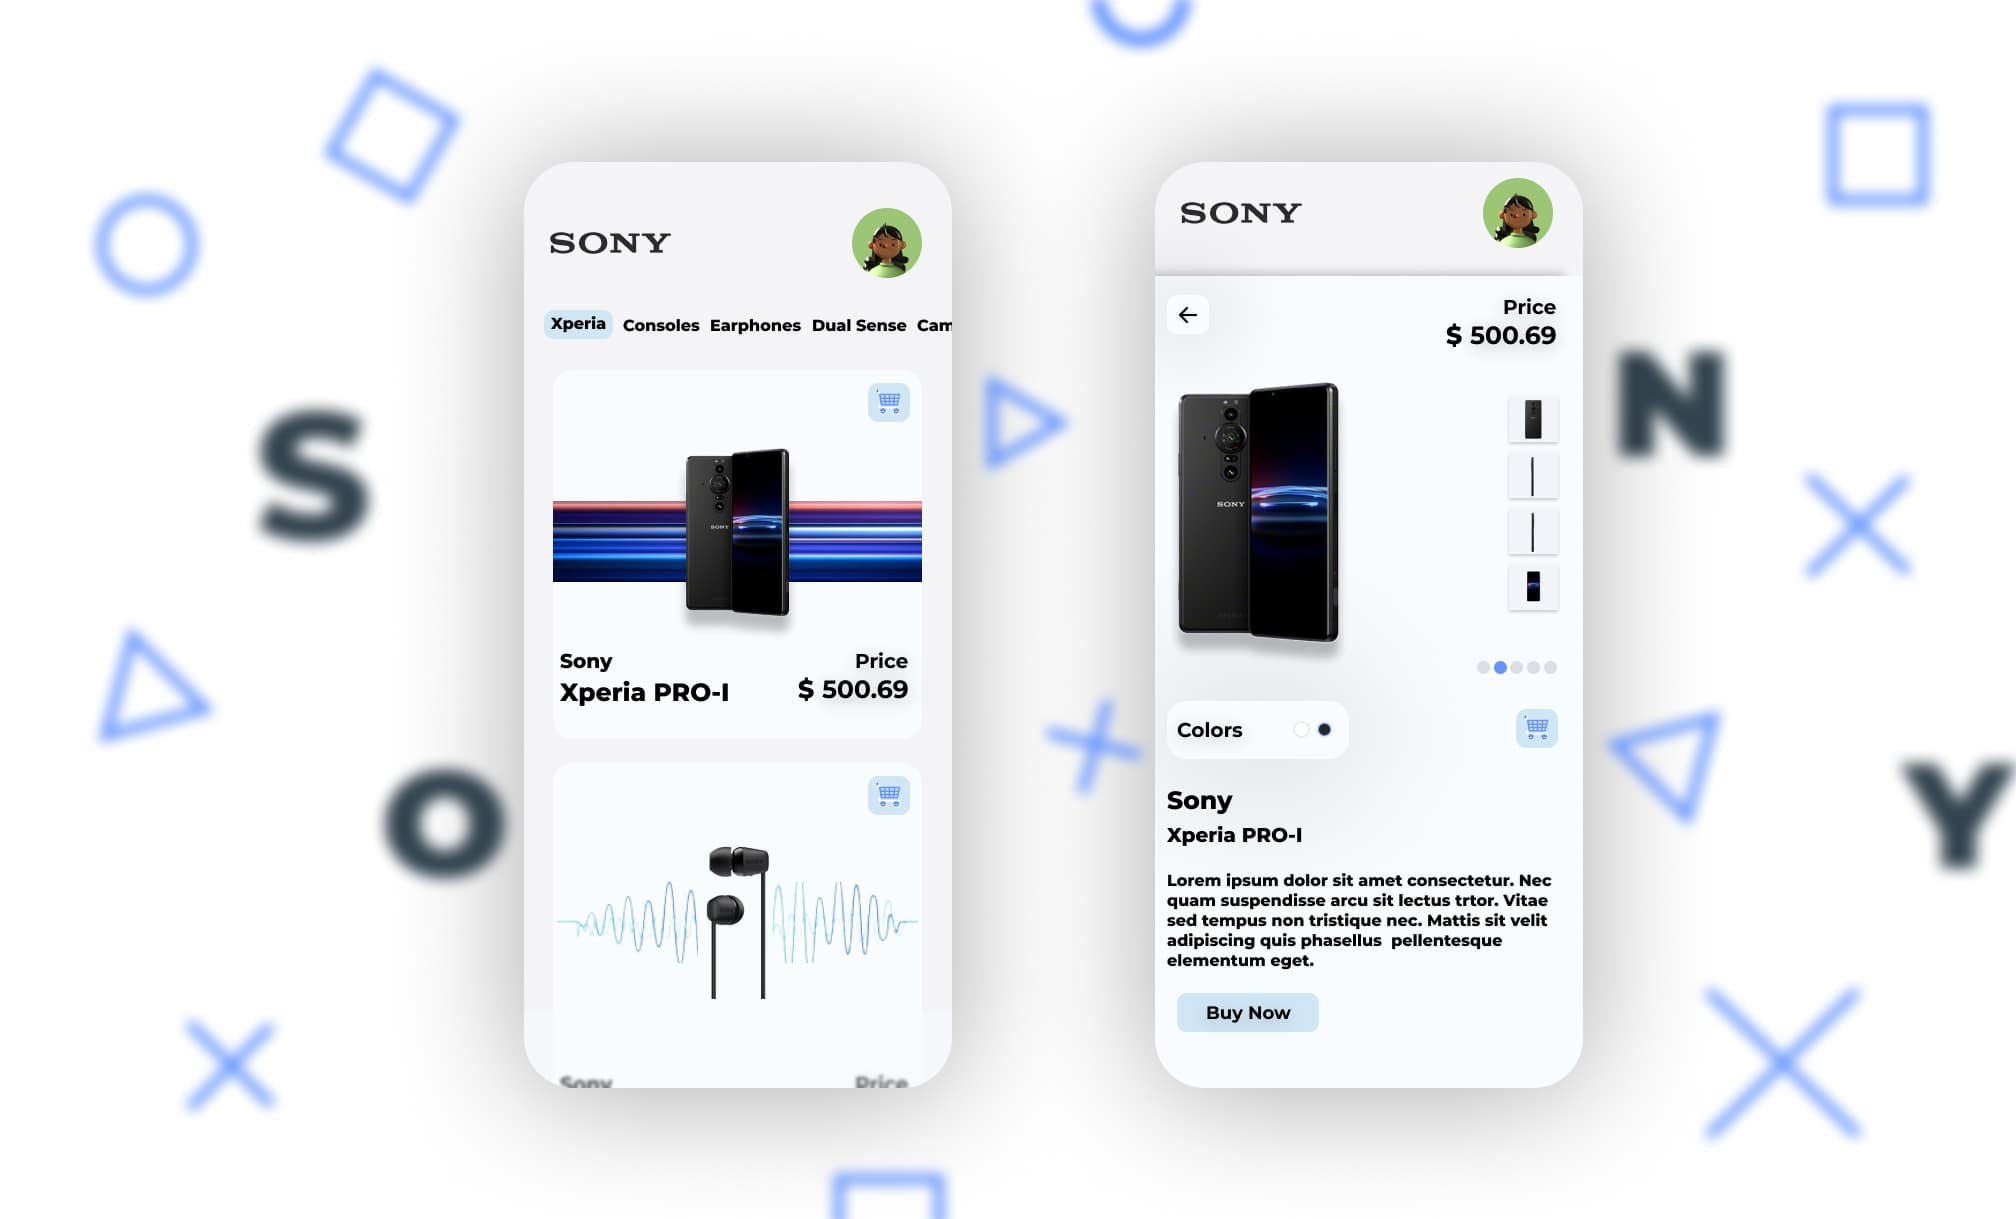 S
O
N
Y
SONY
Xperia Consoles Earphones Dual Sense Cam
SONY
Sony
Xperia PRO-I
Price
$ 500.69
Sony
Price
SONY
Price
$ 500.69
SONY
Colors
Sony
Xperia PRO-I
Lorem ipsum dolor sit amet consectetur. Nec
quam suspendisse arcu sit lectus trtor. Vitae
sed tempus non tristique nec. Mattis sit velit
adipiscing quis phasellus pellentesque
elementum eget.
Buy Now